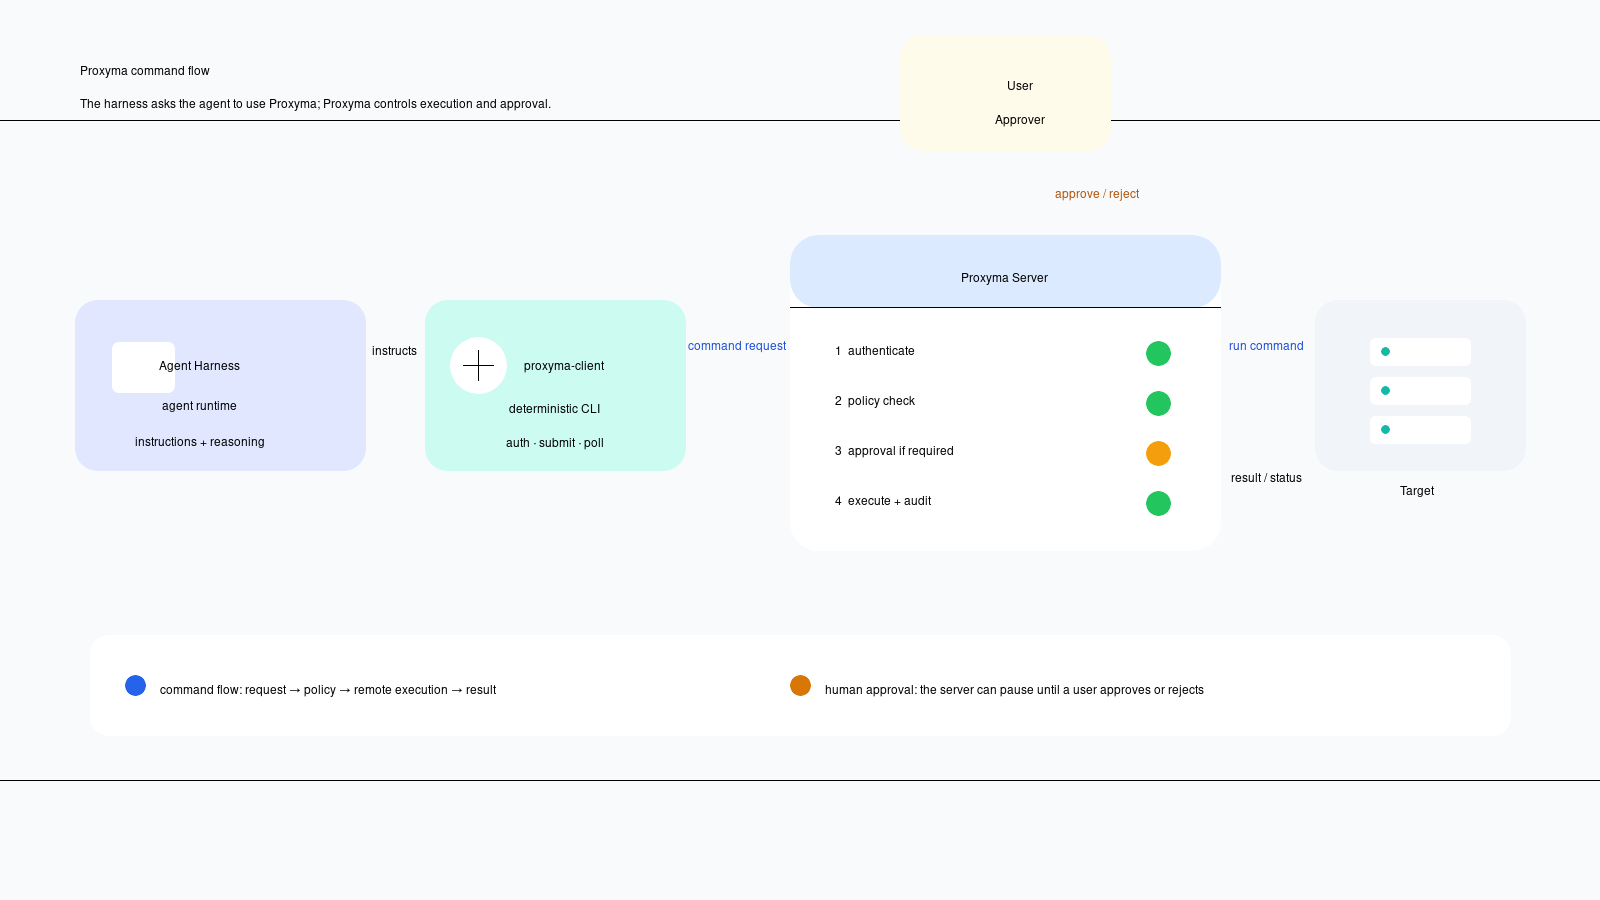 Proxyma command flow
The harness asks the agent to use Proxyma; Proxyma controls execution and approval.
User
Approver
approve / reject
Proxyma Server
Agent Harness
agent runtime
instructions + reasoning
instructs
proxyma-client
deterministic CLI
auth · submit · poll
command request
1 authenticate
2 policy check
3 approval if required
4 execute + audit
run command
result / status
Target
command flow: request → policy → remote execution → result
human approval: the server can pause until a user approves or rejects